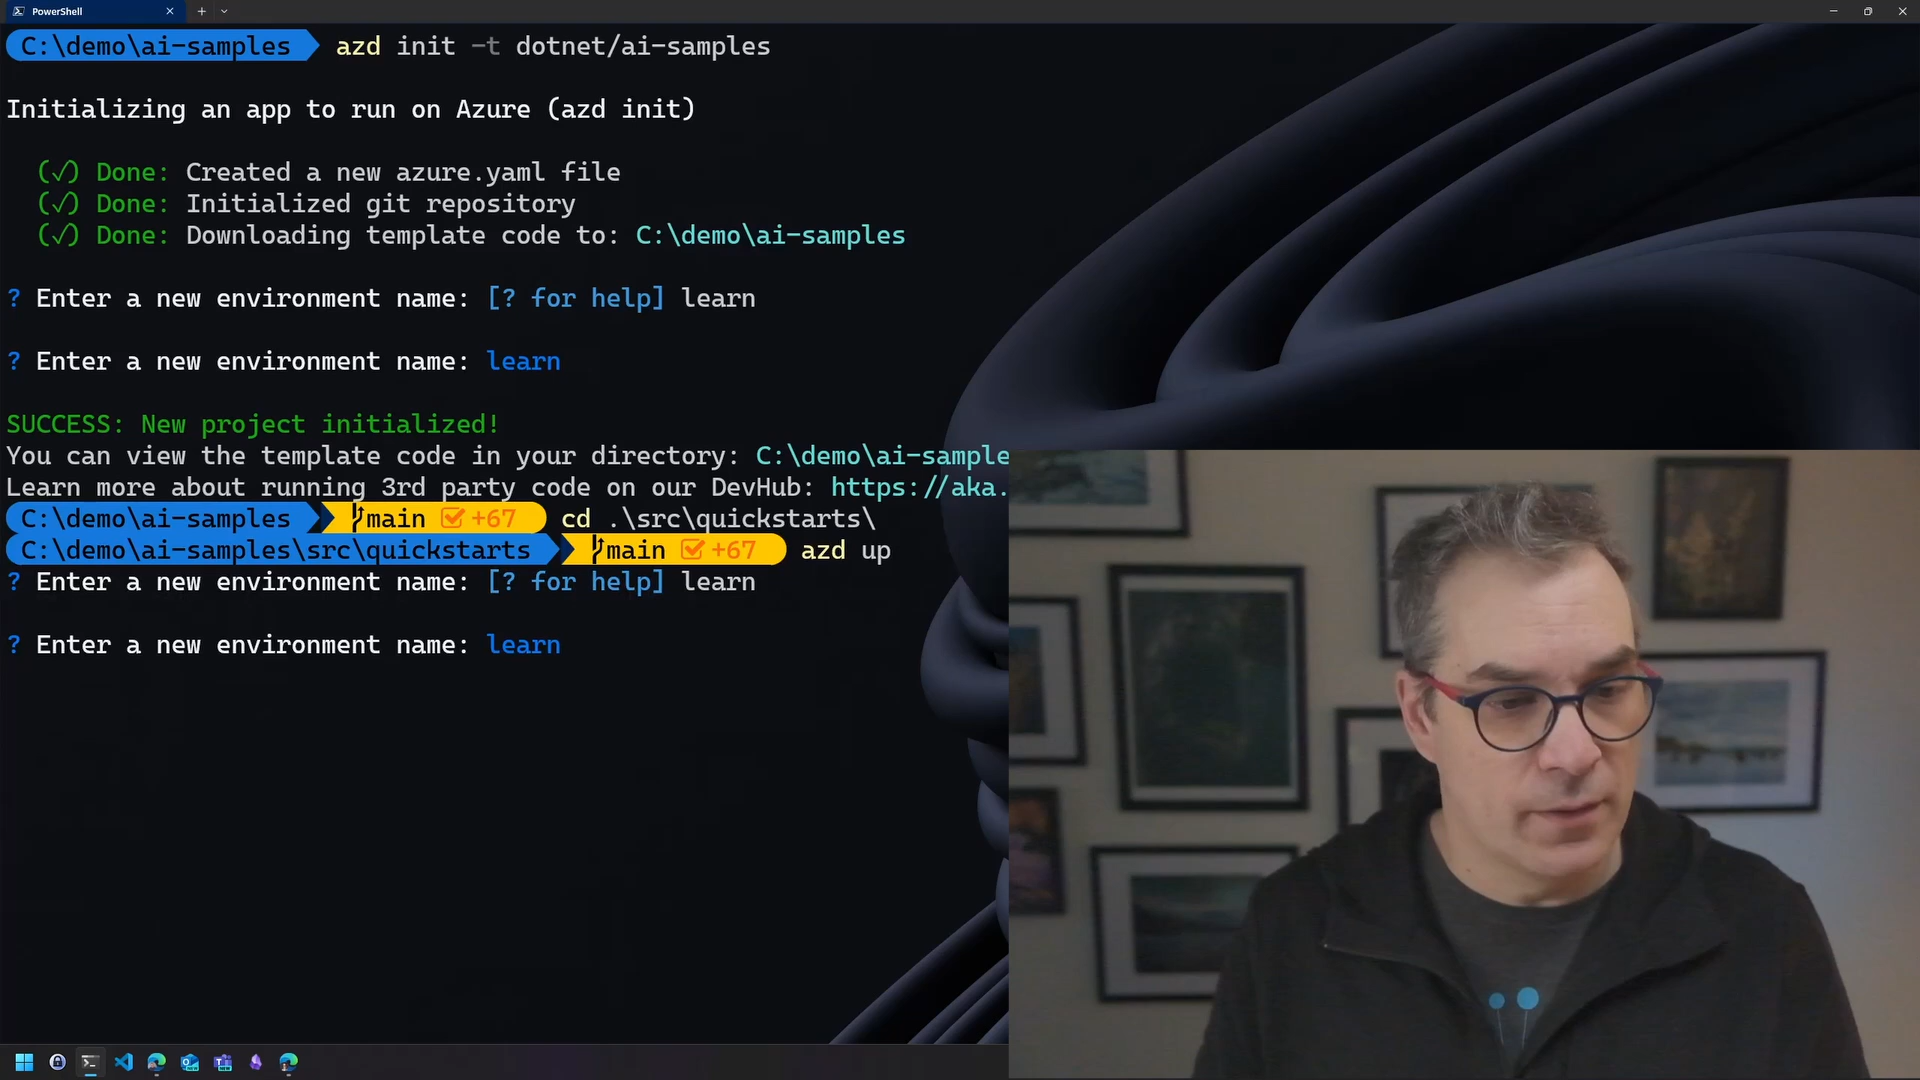 PowerShell
C:\demo\ai-samples azd init -t dotnet/ai-samples
Initializing an app to run on Azure (azd init)
(✓) Done: Created a new azure.yaml file
(✓) Done: Initialized git repository
(✓) Done: Downloading template code to: C:\demo\ai-samples
? Enter a new environment name: [? for help] learn
? Enter a new environment name: learn
SUCCESS: New project initialized!
You can view the template code in your directory: C:\demo\ai-sample
Learn more about running 3rd party code on our DevHub: https://aka.
C:\demo\ai-samples main +67 cd .\src\quickstarts\
C:\demo\ai-samples\src\quickstarts main +67 azd up
? Enter a new environment name: [? for help] learn
? Enter a new environment name: learn